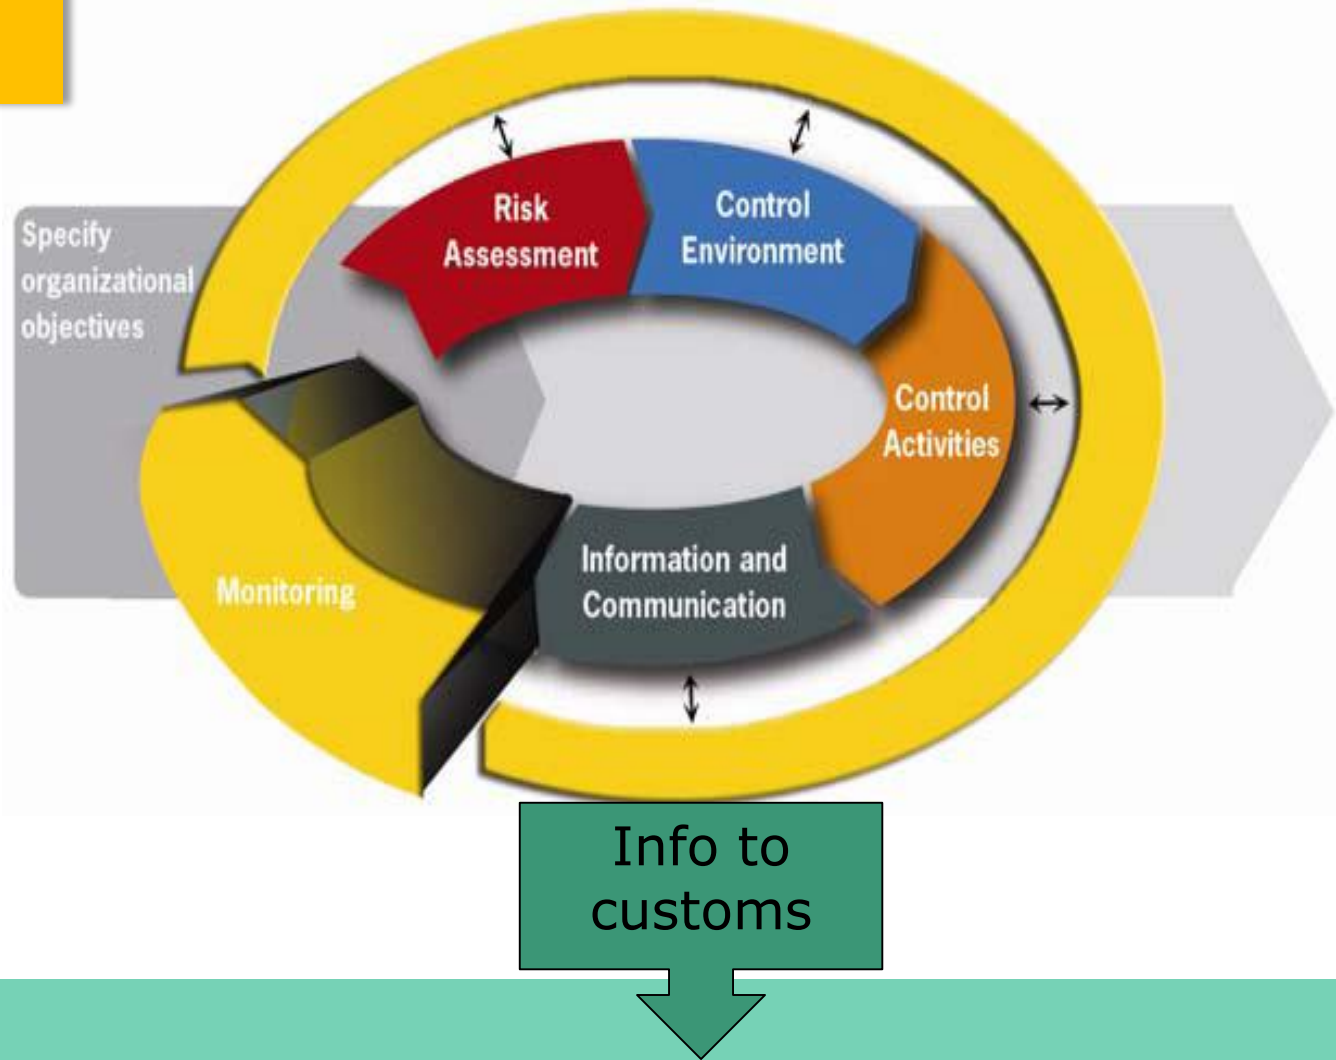 Specify
organizational
objectives
Risk
Assessment
Control
Environment
Control
Activities
Information and
Communication
Monitoring
Info to
customs